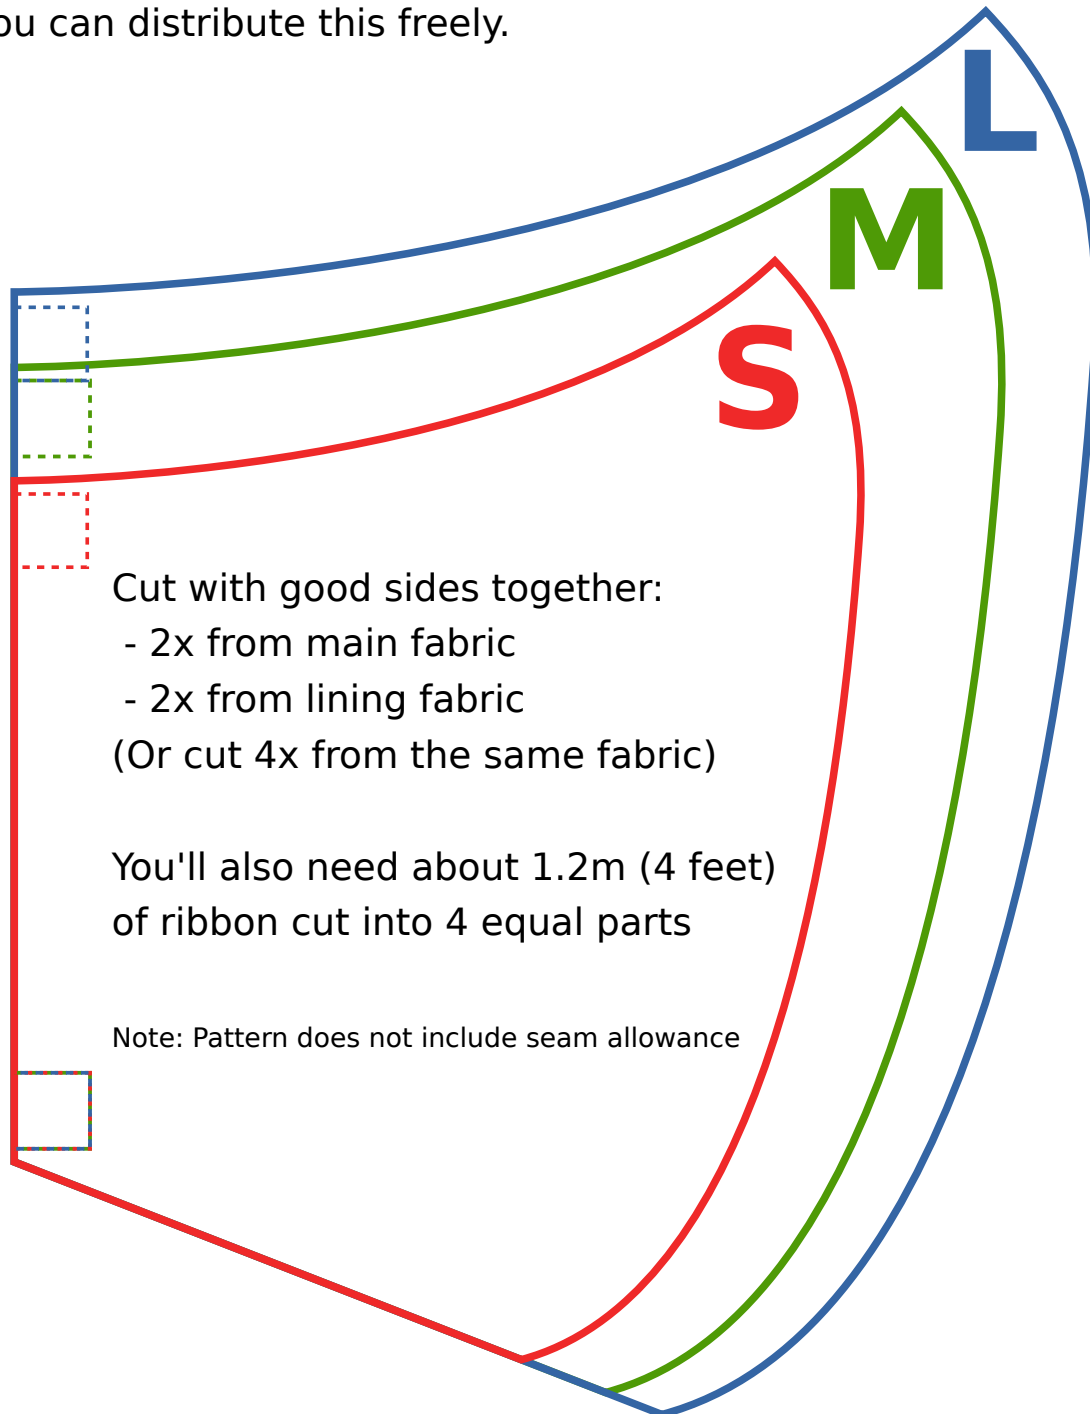 ou can distribute this freely.
L
M
S
Cut with good sides together:
- 2x from main fabric
- 2x from lining fabric
(Or cut 4x from the same fabric)
You'll also need about 1.2m (4 feet)
of ribbon cut into 4 equal parts
Note: Pattern does not include seam allowance